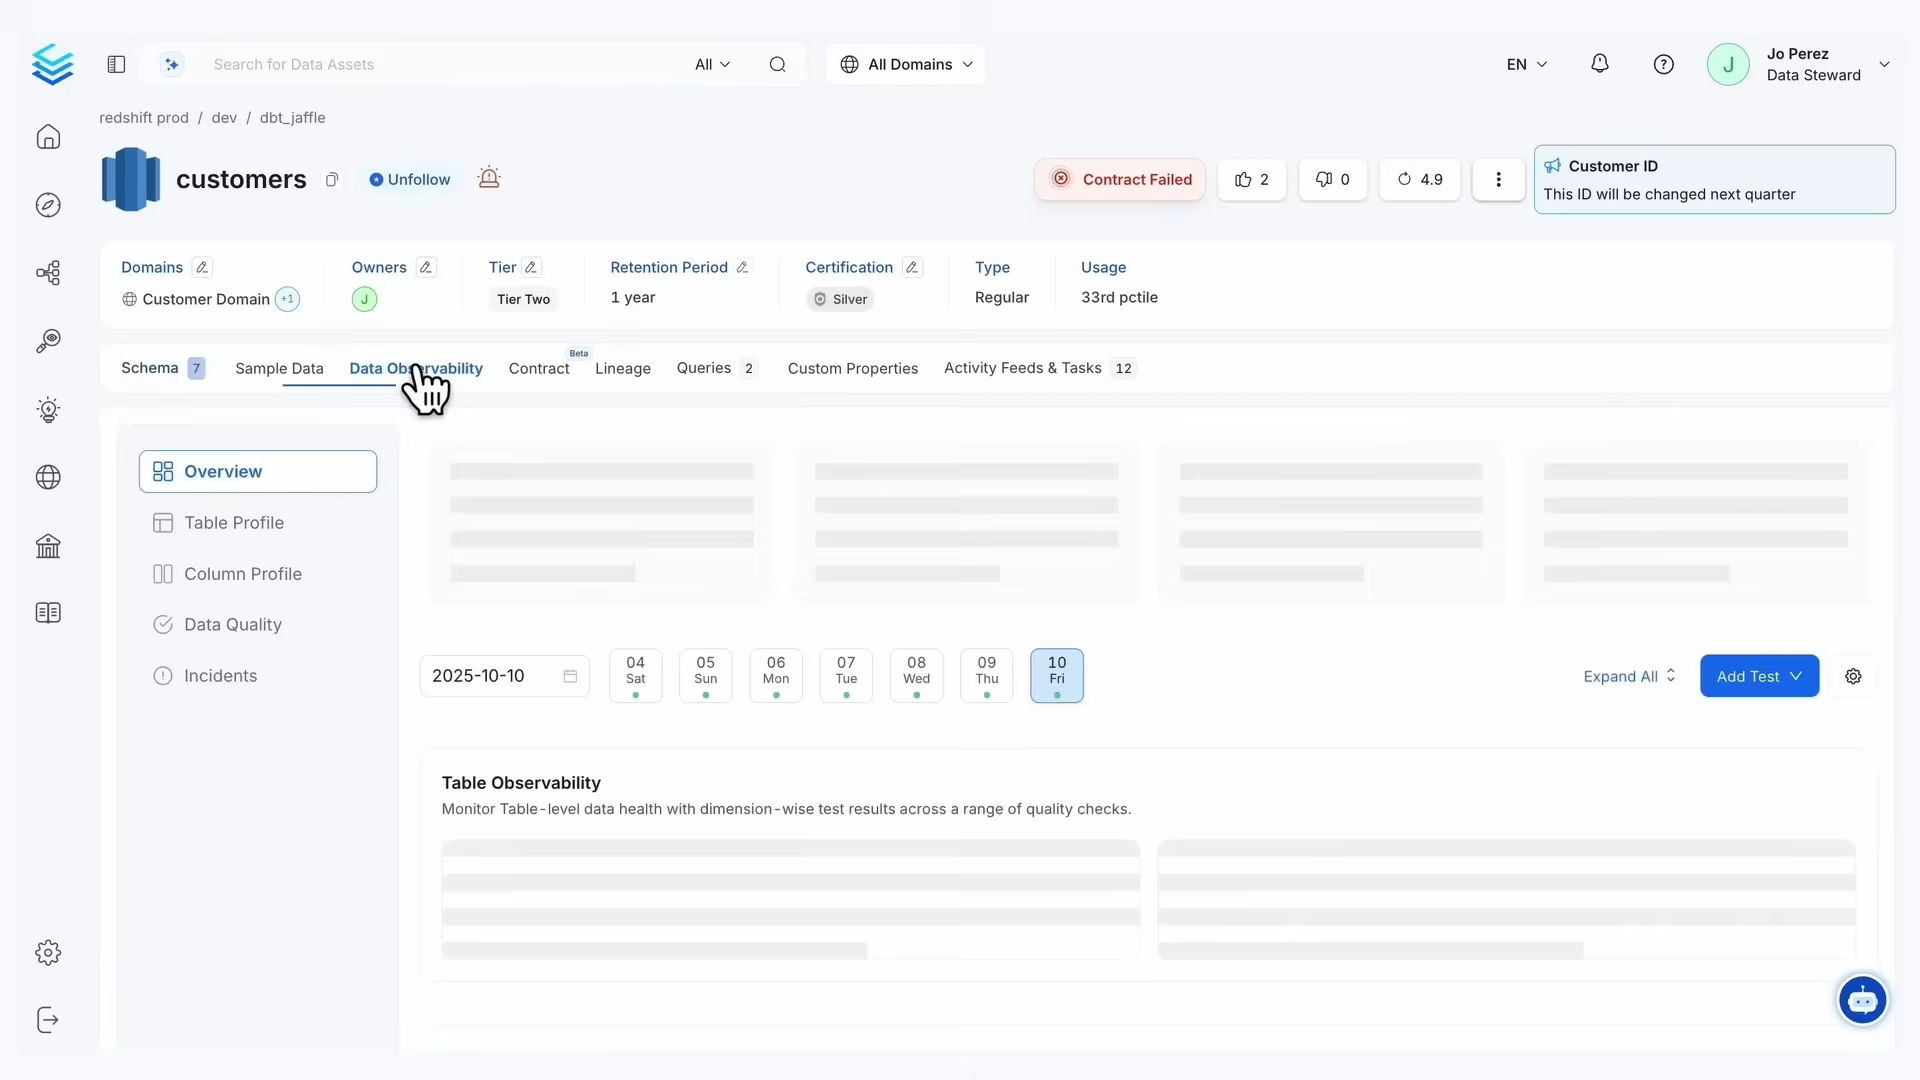 Search for Data Assets
All
All Domains
EN
J
Jo Perez
Data Steward
redshift prod / dev / dbt_jaffle
customers
Unfollow
Contract Failed
2
0
4.9
Customer ID
This ID will be changed next quarter
Domains
Owners
Tier
Retention Period
Certification
Type
Usage
Customer Domain +1
J
Tier Two
1 year
Silver
Regular
33rd pctile
Schema 7
Sample Data
Data Observability
Contract
Beta
Lineage
Queries 2
Custom Properties
Activity Feeds & Tasks 12
Overview
Table Profile
Column Profile
Data Quality
Incidents
2025-10-10
04
Sat
05
Sun
06
Mon
07
Tue
08
Wed
09
Thu
10
Fri
Expand All
Add Test
Table Observability
Monitor Table-level data health with dimension-wise test results across a range of quality checks.